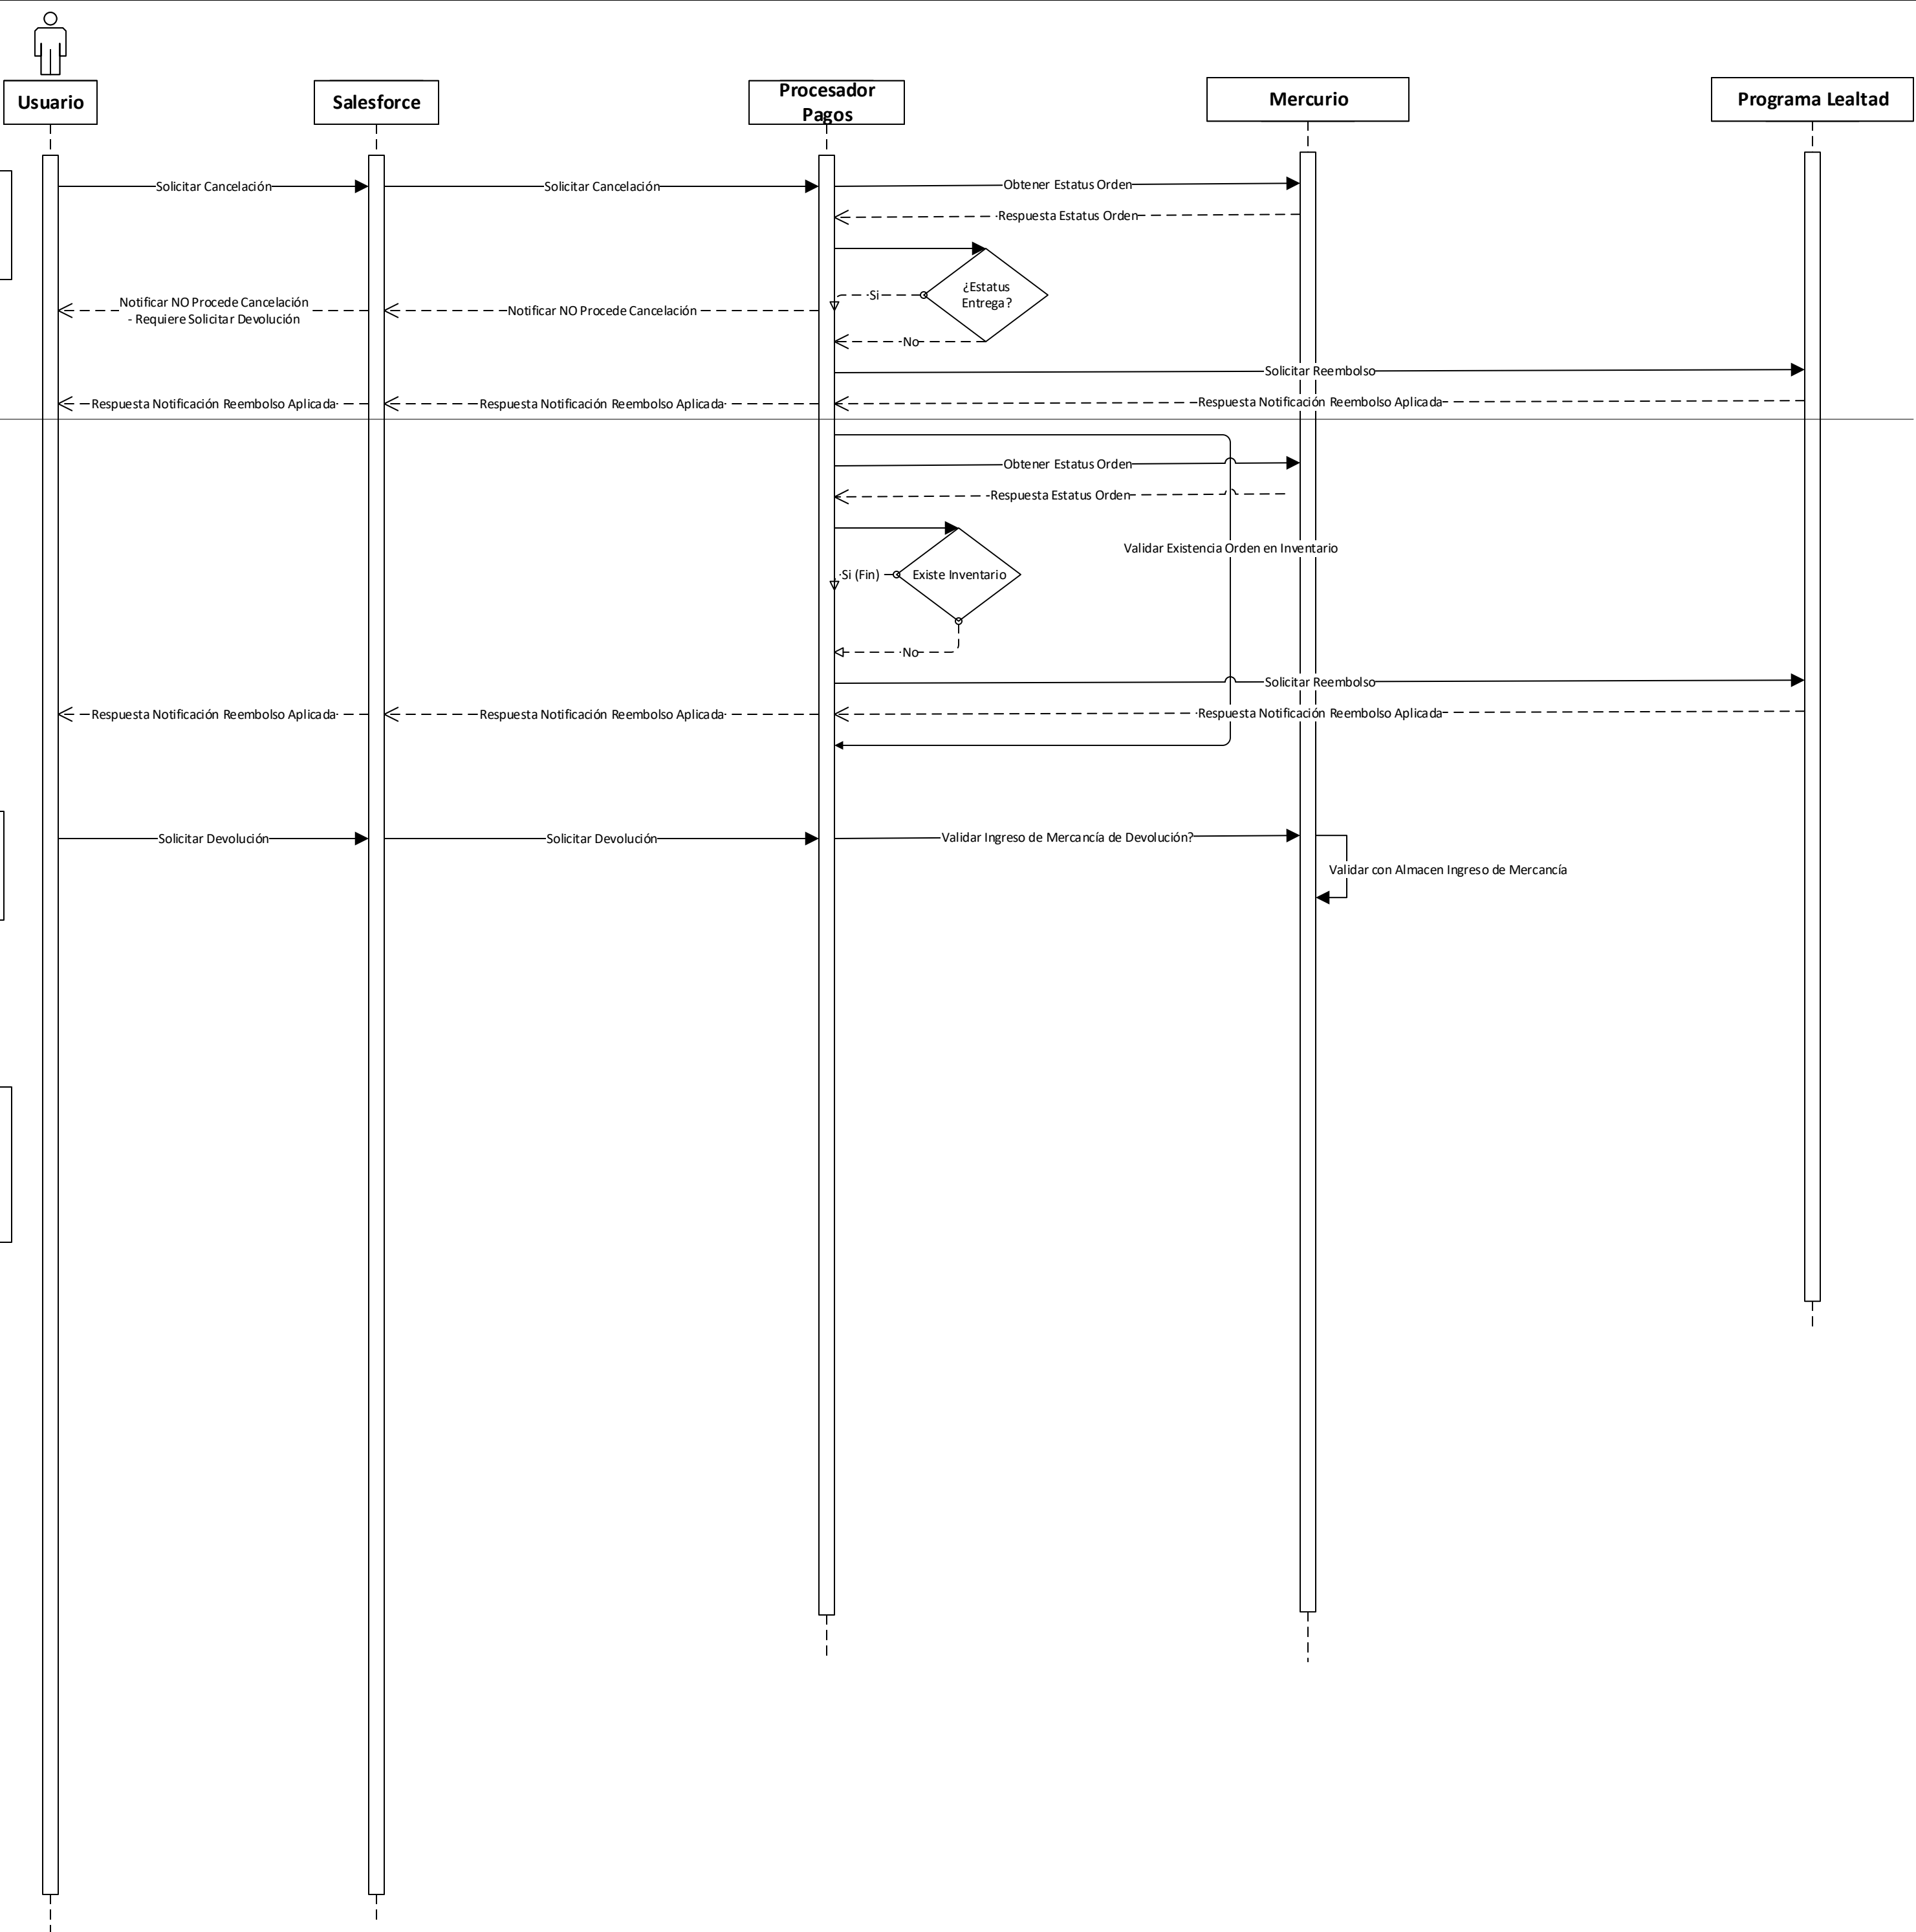 Usuario
Salesforce
Procesador
Pagos
Mercurio
Programa Lealtad
Solicitar Cancelación
Solicitar Cancelación
Obtener Estatus Orden
Respuesta Estatus Orden
¿Estatus
Entrega?
Si
Notificar NO Procede Cancelación
- Requiere Solicitar Devolución
Notificar NO Procede Cancelación
No
Solicitar Reembolso
Respuesta Notificación Reembolso Aplicada
Respuesta Notificación Reembolso Aplicada
Respuesta Notificación Reembolso Aplicada
Obtener Estatus Orden
Respuesta Estatus Orden
Validar Existencia Orden en Inventario
Si (Fin)
Existe Inventario
No
Solicitar Reembolso
Respuesta Notificación Reembolso Aplicada
Respuesta Notificación Reembolso Aplicada
Respuesta Notificación Reembolso Aplicada
Solicitar Devolución
Solicitar Devolución
Validar Ingreso de Mercancía de Devolución?
Validar con Almacen Ingreso de Mercancía